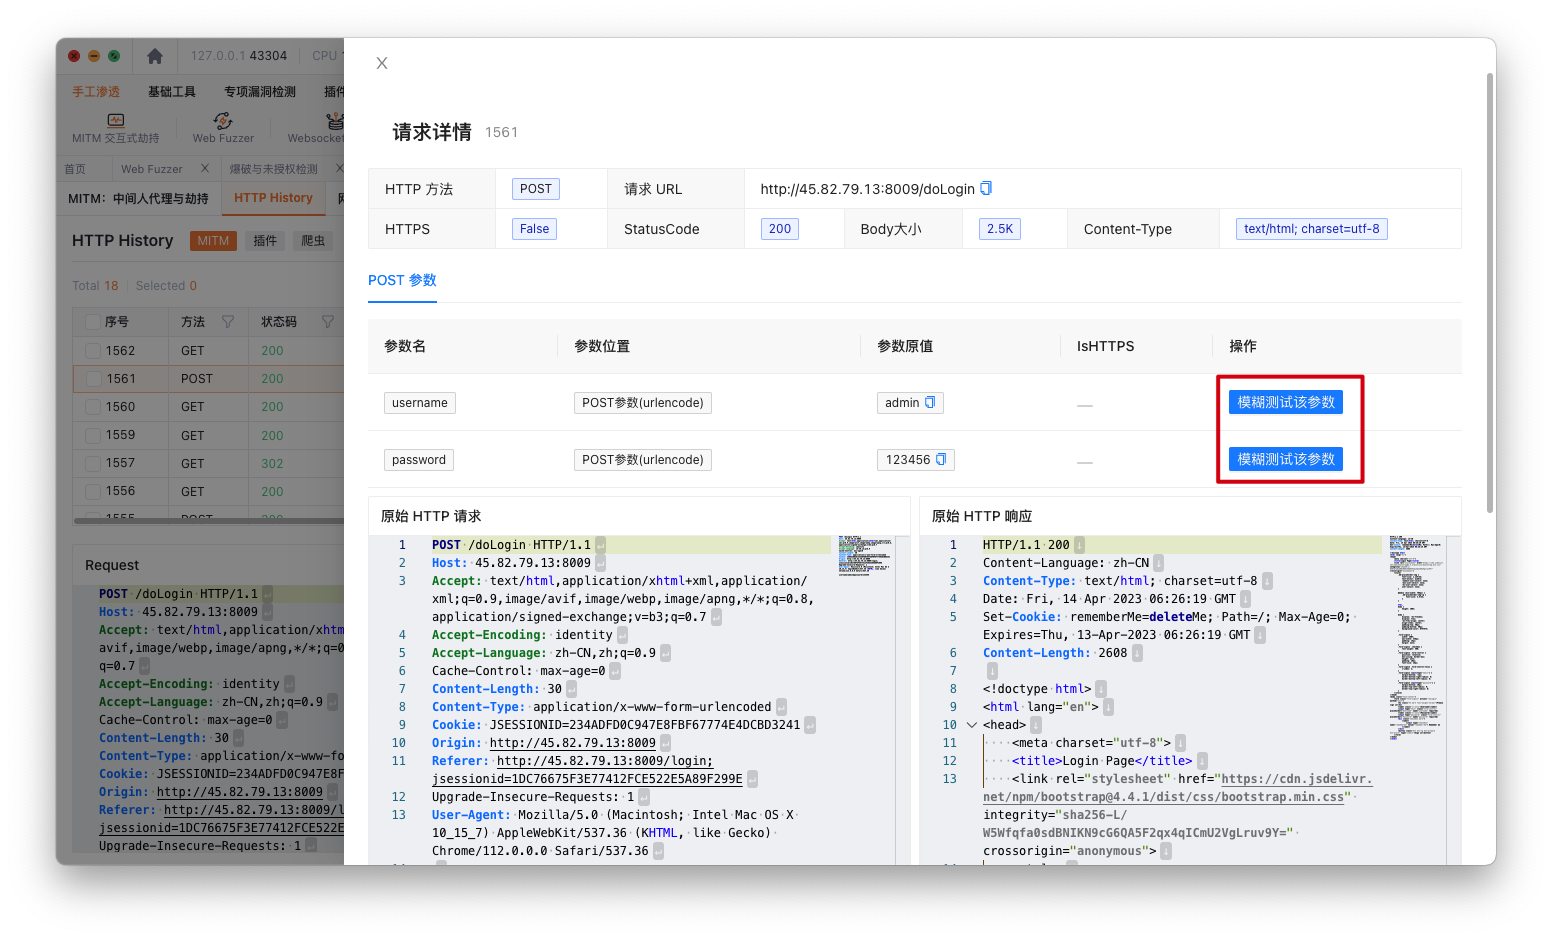 127.0.0.1 43304 CPU
手工渗透 基础工具 专项漏洞检测 插件
MITM 交互式劫持 Web Fuzzer Websocket
首页 Web Fuzzer 爆破与未授权检测
MITM：中间人代理与劫持 HTTP History
HTTP History MITM 插件 爬虫
Total 18 Selected 0
序号 方法 状态码
1562 GET 200
1561 POST 200
1560 GET 200
1559 GET 200
1557 GET 302
1556 GET 200
1555 POST 200
Request
POST /doLogin HTTP/1.1
Host: 45.82.79.13:8009
Accept: text/html,application/xhtm
avif,image/webp,image/apng,*/*;q=0
q=0.7
Accept-Encoding: identity
Accept-Language: zh-CN,zh;q=0.9
Cache-Control: max-age=0
Content-Length: 30
Content-Type: application/x-www-fo
Cookie: JSESSIONID=234ADFD0C947E8F
Origin: http://45.82.79.13:8009
Referer: http://45.82.79.13:8009/l
jsessionid=1DC76675F3E77412FCE522E
Upgrade-Insecure-Requests: 1
请求详情 1561
HTTP 方法 POST 请求 URL http://45.82.79.13:8009/doLogin
HTTPS False StatusCode 200 Body大小 2.5K Content-Type text/html; charset=utf-8
POST 参数
参数名 参数位置 参数原值 IsHTTPS 操作
username POST参数(urlencode) admin — 模糊测试该参数
password POST参数(urlencode) 123456 — 模糊测试该参数
原始 HTTP 请求
1 POST /doLogin HTTP/1.1
2 Host: 45.82.79.13:8009
3 Accept: text/html,application/xhtml+xml,application/
xml;q=0.9,image/avif,image/webp,image/apng,*/*;q=0.8,
application/signed-exchange;v=b3;q=0.7
4 Accept-Encoding: identity
5 Accept-Language: zh-CN,zh;q=0.9
6 Cache-Control: max-age=0
7 Content-Length: 30
8 Content-Type: application/x-www-form-urlencoded
9 Cookie: JSESSIONID=234ADFD0C947E8FBF67774E4DCBD3241
10 Origin: http://45.82.79.13:8009
11 Referer: http://45.82.79.13:8009/login;
jsessionid=1DC76675F3E77412FCE522E5A89F299E
12 Upgrade-Insecure-Requests: 1
13 User-Agent: Mozilla/5.0 (Macintosh; Intel Mac OS X
10_15_7) AppleWebKit/537.36 (KHTML, like Gecko)
Chrome/112.0.0.0 Safari/537.36
原始 HTTP 响应
1 HTTP/1.1 200
2 Content-Language: zh-CN
3 Content-Type: text/html; charset=utf-8
4 Date: Fri, 14 Apr 2023 06:26:19 GMT
5 Set-Cookie: rememberMe=deleteMe; Path=/; Max-Age=0;
Expires=Thu, 13-Apr-2023 06:26:19 GMT
6 Content-Length: 2608
7
8 <!doctype html>
9 <html lang="en">
10 <head>
11 <meta charset="utf-8">
12 <title>Login Page</title>
13 <link rel="stylesheet" href="https://cdn.jsdelivr.
net/npm/bootstrap@4.4.1/dist/css/bootstrap.min.css"
integrity="sha256-L/
W5Wfqfa0sdBNIKN9cG6QA5F2qx4qICmU2VgLruv9Y="
crossorigin="anonymous">